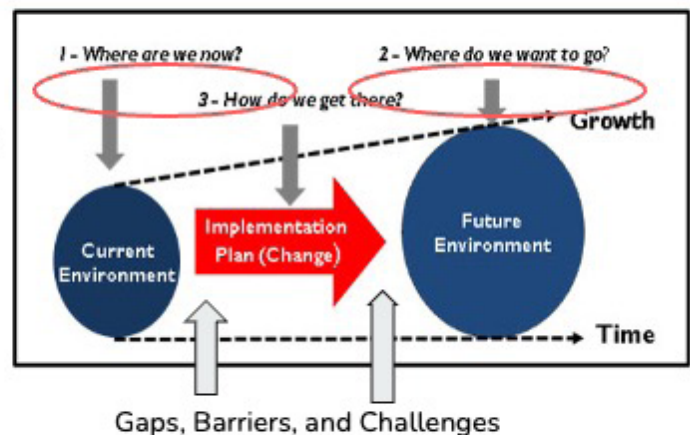 1 - Where are we now?
2 - Where do we want to go?
3 - How do we get there?
Growth
Current
Environment
Implementation
Plan (Change)
Future
Environment
Time
Gaps, Barriers, and Challenges